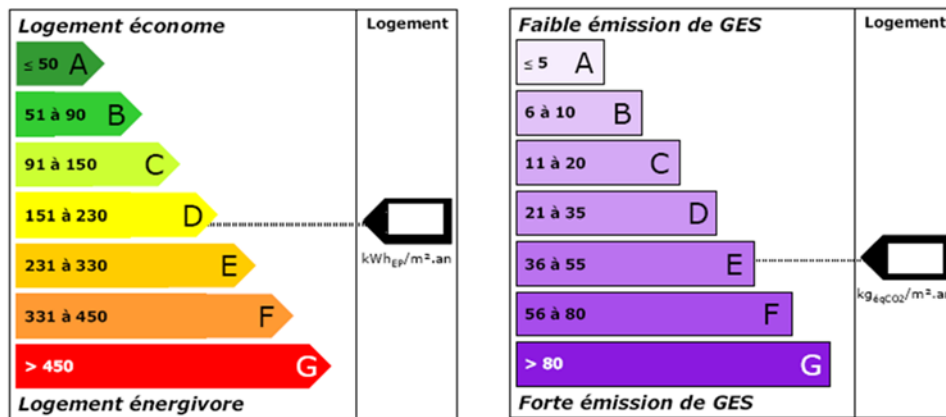 Logement économe
Logement
≤ 50 A
51 à 90 B
91 à 150 C
151 à 230 D
231 à 330 E
331 à 450 F
> 450 G
kWhEP/m².an
Logement énergivore
Faible émission de GES
Logement
≤ 5 A
6 à 10 B
11 à 20 C
21 à 35 D
36 à 55 E
56 à 80 F
> 80 G
kgéqCO2/m².an
Forte émission de GES